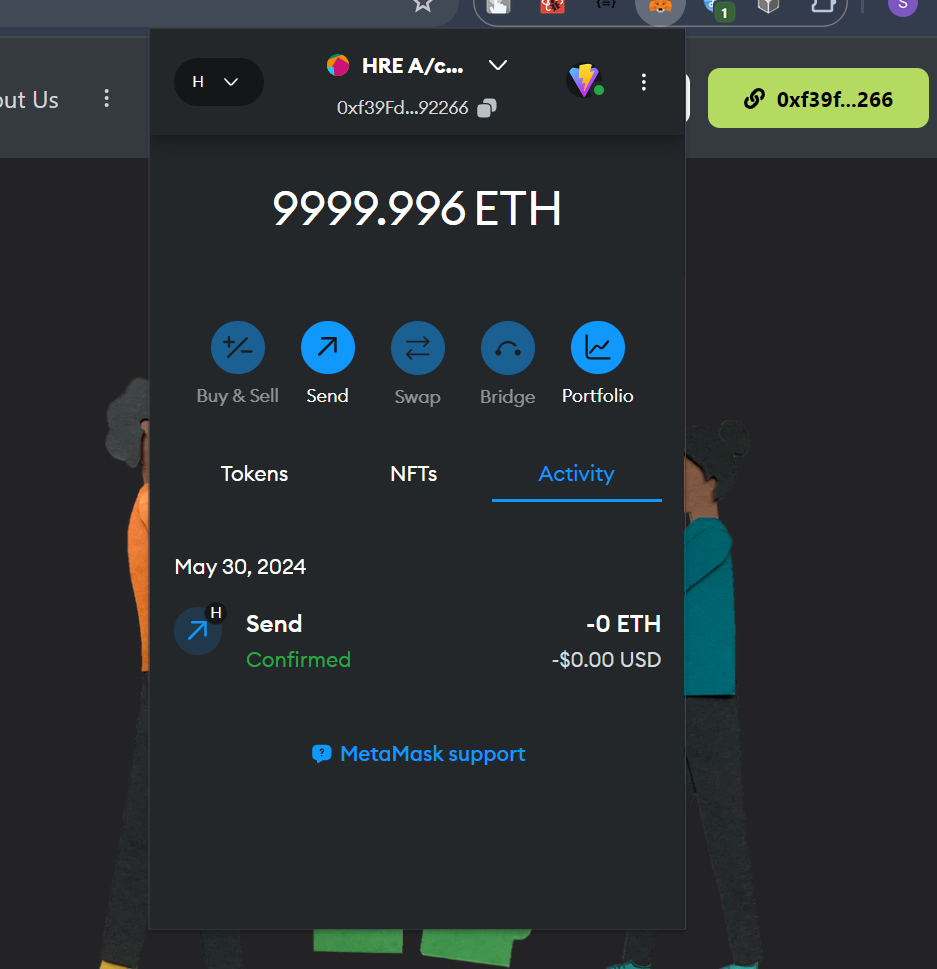 1
S
out Us
H
HRE A/c...
0xf39Fd...92266
0xf39f...266
9999.996 ETH
Buy & Sell
Send
Swap
Bridge
Portfolio
Tokens
NFTs
Activity
May 30, 2024
H
Send
-0 ETH
Confirmed
-$0.00 USD
MetaMask support